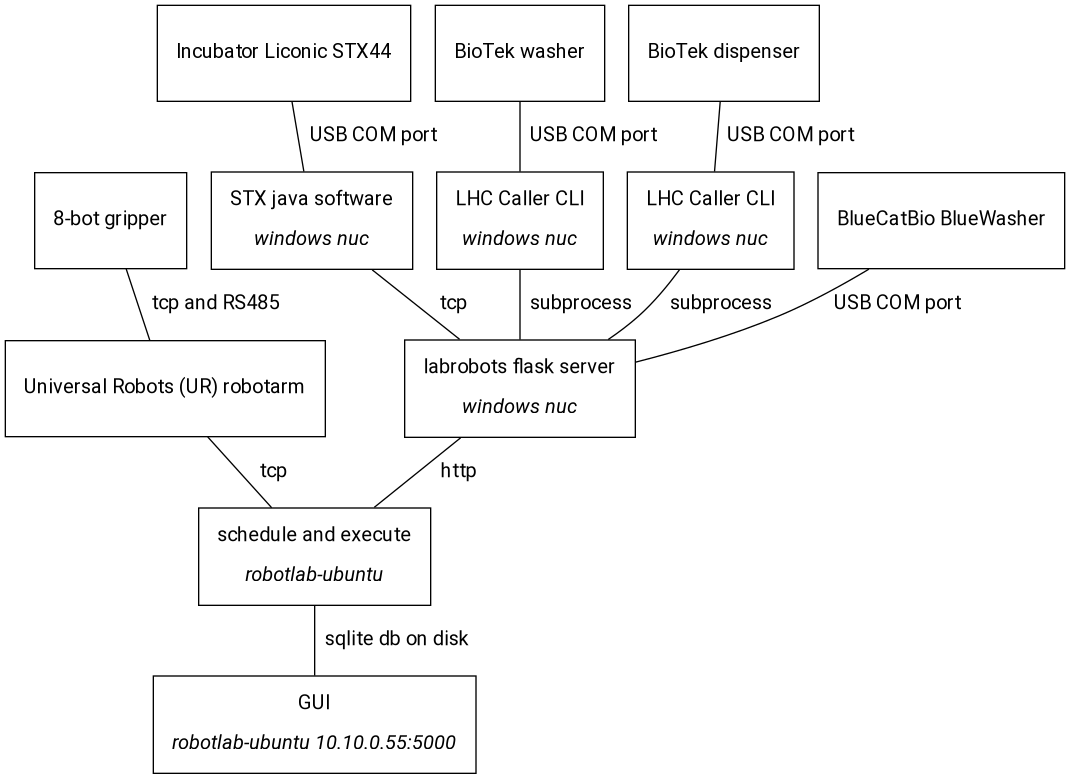 Incubator Liconic STX44
BioTek washer
BioTek dispenser
USB COM port
USB COM port
USB COM port
8-bot gripper
STX java software
windows nuc
LHC Caller CLI
windows nuc
LHC Caller CLI
windows nuc
BlueCatBio BlueWasher
tcp and RS485
tcp
subprocess
subprocess
USB COM port
Universal Robots (UR) robotarm
labrobots flask server
windows nuc
tcp
http
schedule and execute
robotlab-ubuntu
sqlite db on disk
GUI
robotlab-ubuntu 10.10.0.55:5000